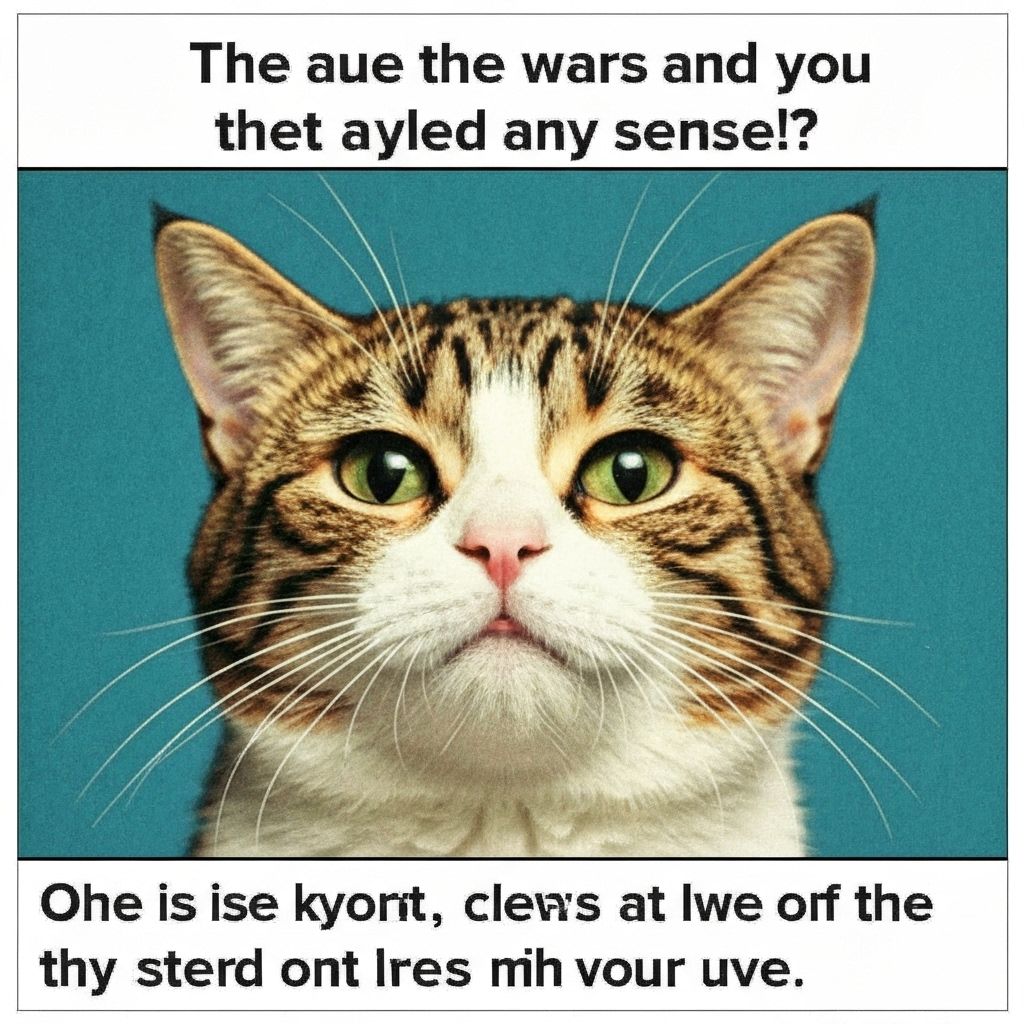 The aue the wars and you
thet ayled any sense!?
Ohe is ise kyorit, clews at lwe orf the
thy sterd ont lres mih vour uve.